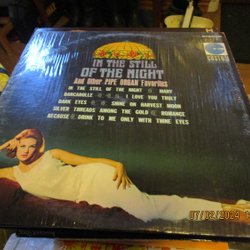 CUSTOM
IN THE STILL
OF THE NIGHT
And Other PIPE ORGAN Favorites
IN THE STILL OF THE NIGHT MARY
BARCAROLLE I LOVE YOU TRULY
DARK EYES SHINE ON HARVEST MOON
SILVER THREADS AMONG THE GOLD ROMANCE
BECAUSE DRINK TO ME ONLY WITH THINE EYES
07/02/2024